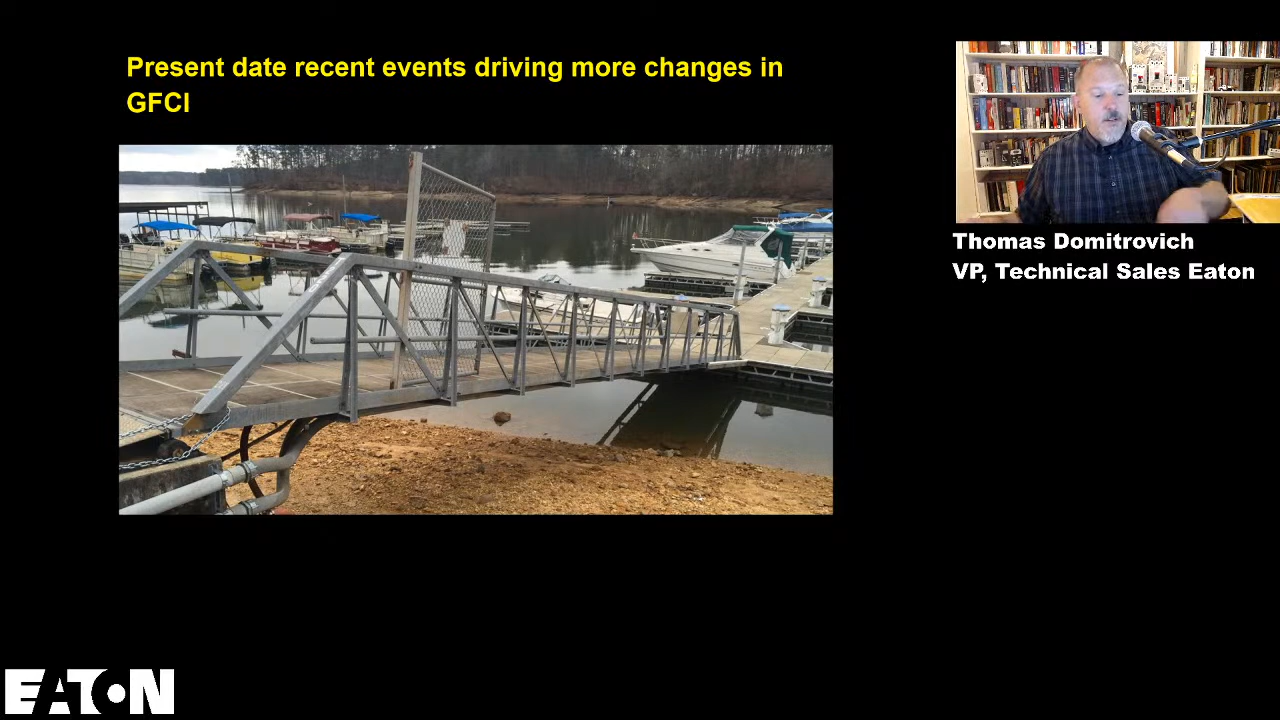 Present date recent events driving more changes in
GFCI
Thomas Domitrovich
VP, Technical Sales Eaton
EATON